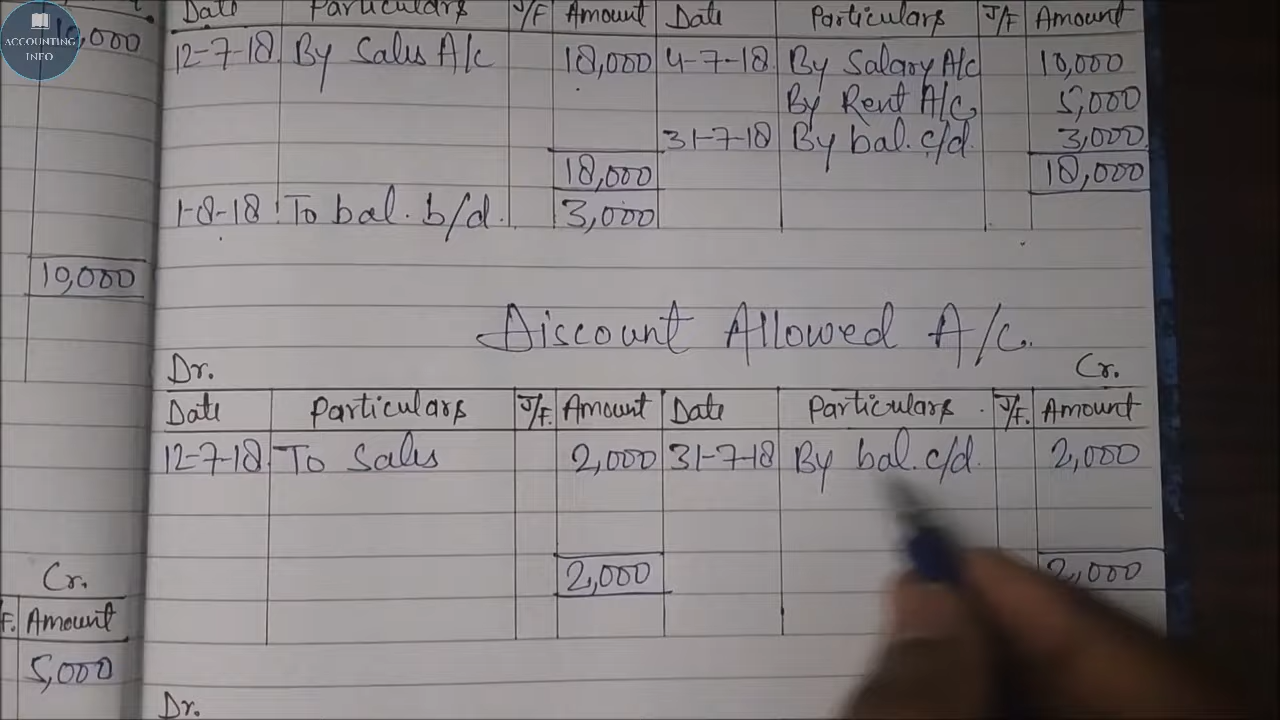 ACCOUNTING
INFO
10,000
10,000
Cr.
F. Amount
5,000
Date Particulars J/F Amount Date Particulars J/F Amount
12-7-18 By Sales A/c 18,000 4-7-18 By Salary A/c 10,000
By Rent A/c 5,000
31-7-18 By bal. c/d. 3,000
18,000 18,000
1-8-18 To bal. b/d. 3,000
Discount Allowed A/c.
Dr. Cr.
Date Particulars J/F. Amount Date Particulars J/F. Amount
12-7-18 To Sales 2,000 31-7-18 By bal. c/d. 2,000
2,000 2,000
Dr.